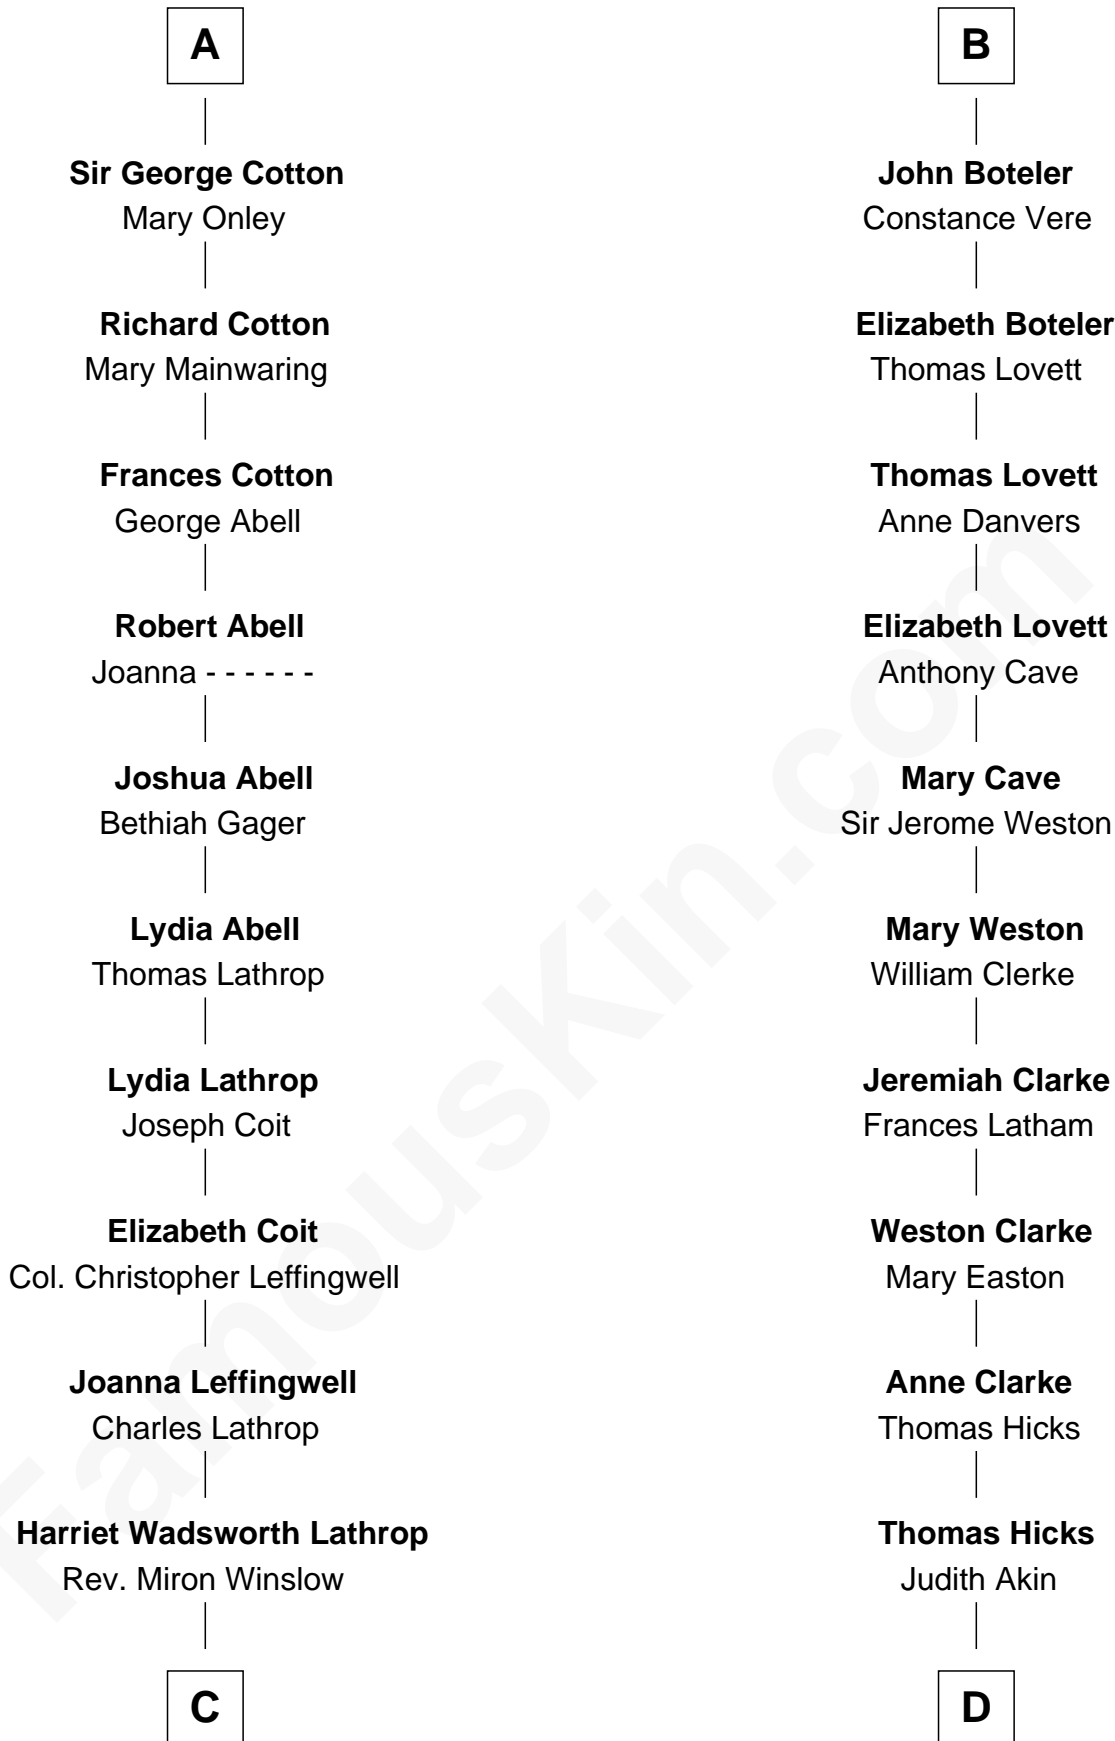 A
Sir George Cotton
Mary Onley
Richard Cotton
Mary Mainwaring
Frances Cotton
George Abell
Robert Abell
Joanna - - - - - -
Joshua Abell
Bethiah Gager
Lydia Abell
Thomas Lathrop
Lydia Lathrop
Joseph Coit
Elizabeth Coit
Col. Christopher Leffingwell
Joanna Leffingwell
Charles Lathrop
Harriet Wadsworth Lathrop
Rev. Miron Winslow
C
B
John Boteler
Constance Vere
Elizabeth Boteler
Thomas Lovett
Thomas Lovett
Anne Danvers
Elizabeth Lovett
Anthony Cave
Mary Cave
Sir Jerome Weston
Mary Weston
William Clerke
Jeremiah Clarke
Frances Latham
Weston Clarke
Mary Easton
Anne Clarke
Thomas Hicks
Thomas Hicks
Judith Akin
D
FamousKin.com